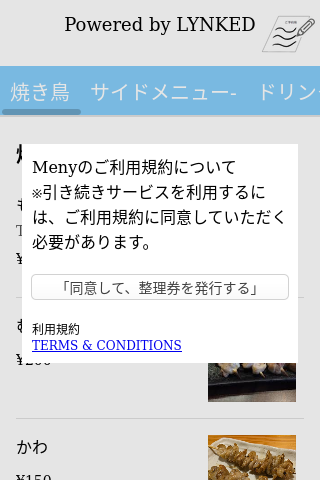 Powered by LYNKED
焼き鳥 サイドメニュー- ドリン
Menyのご利用規約について
※引き続きサービスを利用するに
は、ご利用規約に同意していただく
必要があります。
「同意して、整理券を発行する」
利用規約
TERMS & CONDITIONS
かわ
¥150